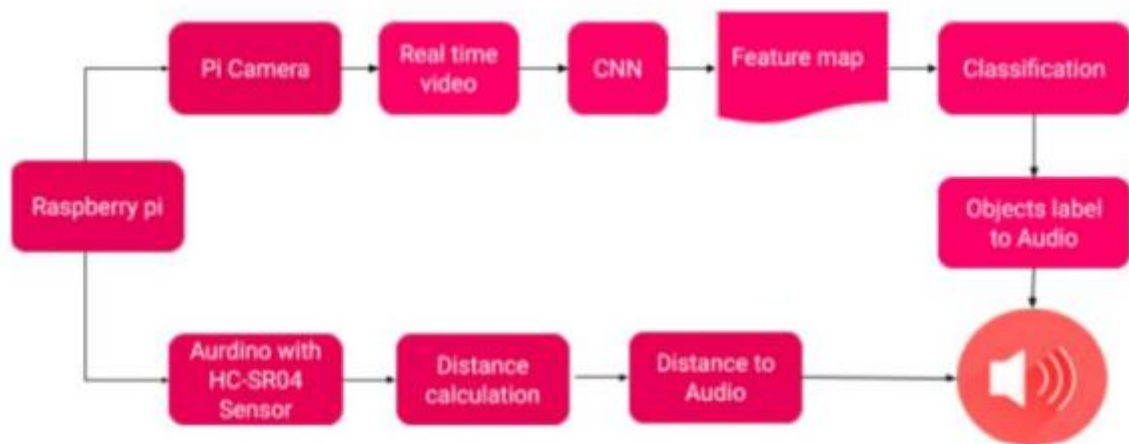 Pi Camera
Real time
video
CNN
Feature map
Classification
Raspberry pi
Objects label
to Audio
Aurdino with
HC-SR04
Sensor
Distance
calculation
Distance to
Audio